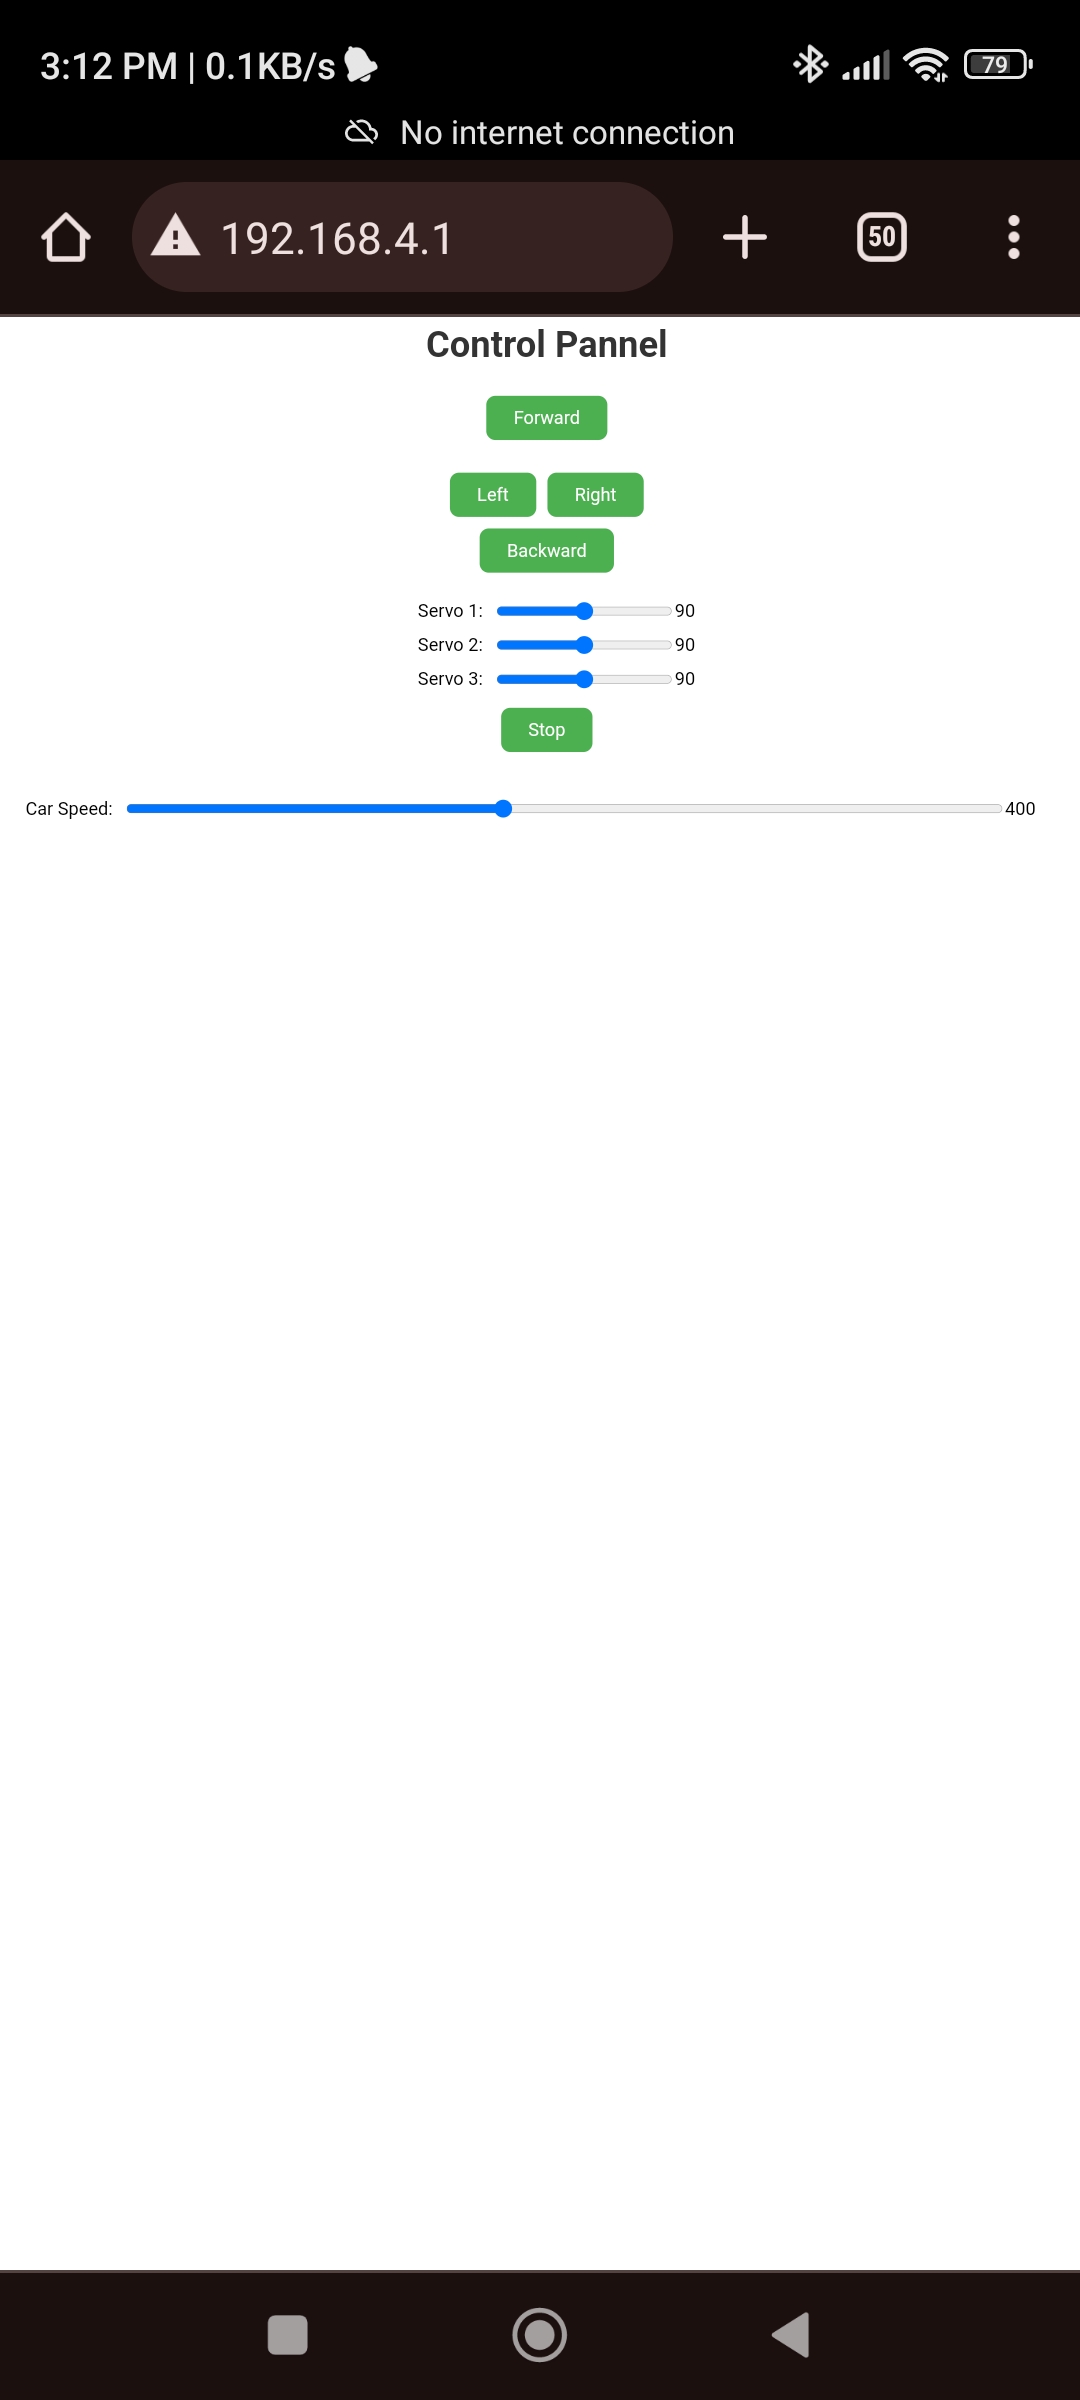 3:12 PM | 0.1KB/s 79
No internet connection
192.168.4.1 50
Control Pannel
Forward
Left Right
Backward
Servo 1: 90
Servo 2: 90
Servo 3: 90
Stop
Car Speed: 400